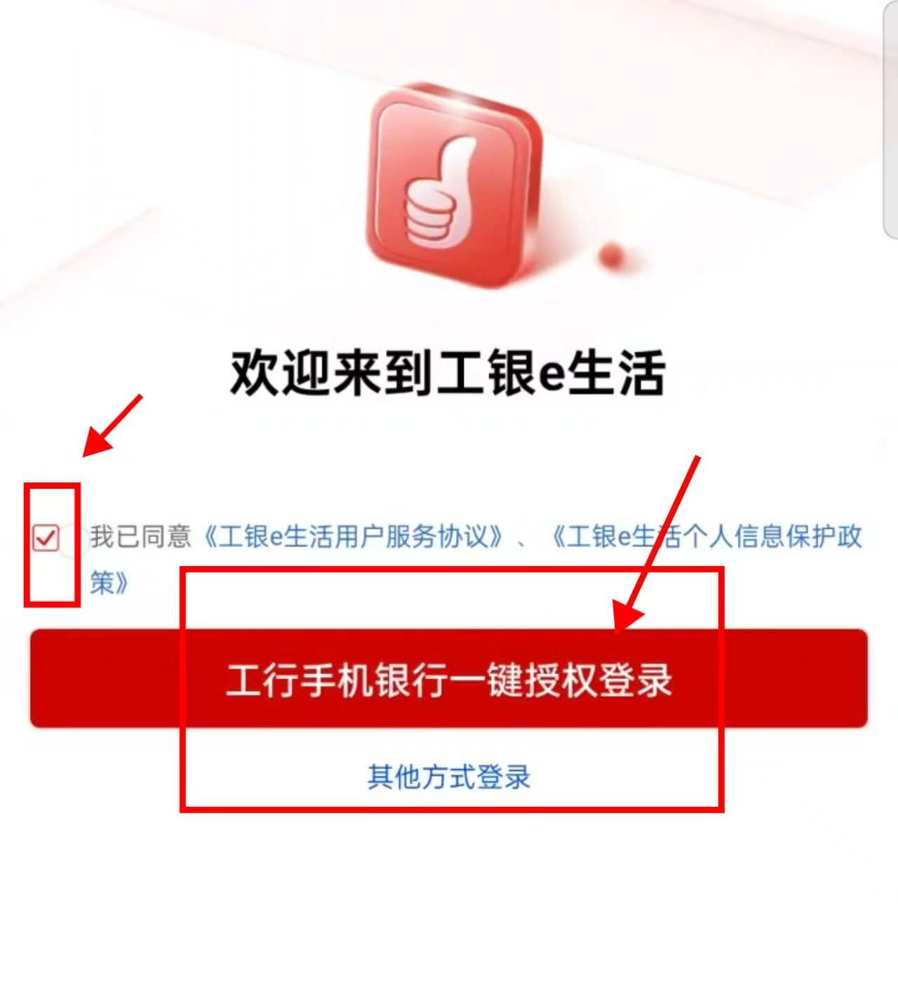 欢迎来到工银e生活
我已同意《工银e生活用户服务协议》、《工银e生活个人信息保护政
策》
工行手机银行一键授权登录
其他方式登录